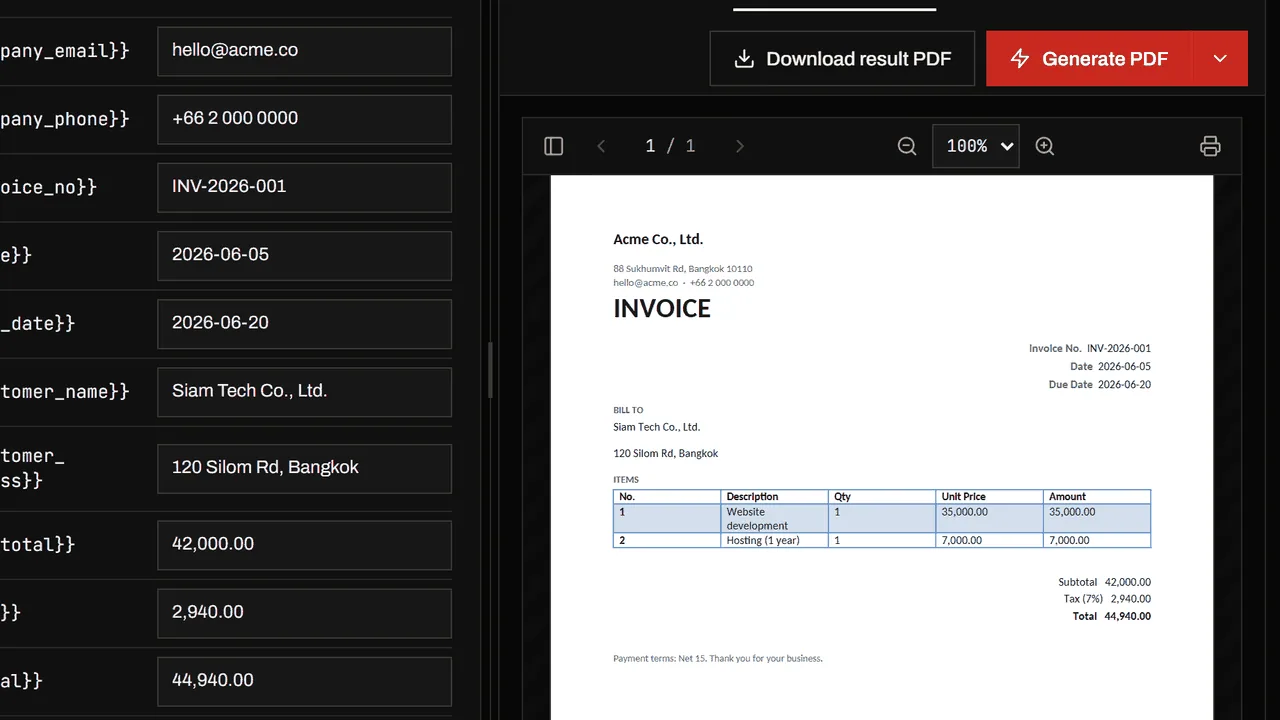 pany_email}}
hello@acme.co
pany_phone}}
+66 2 000 0000
oice_no}}
INV-2026-001
e}}
2026-06-05
_date}}
2026-06-20
tomer_name}}
Siam Tech Co., Ltd.
tomer_
ss}}
120 Silom Rd, Bangkok
total}}
42,000.00
}}
2,940.00
al}}
44,940.00
Download result PDF
Generate PDF
1 / 1
100%
Acme Co., Ltd.
88 Sukhumvit Rd, Bangkok 10110
hello@acme.co · +66 2 000 0000
INVOICE
Invoice No. INV-2026-001
Date 2026-06-05
Due Date 2026-06-20
BILL TO
Siam Tech Co., Ltd.
120 Silom Rd, Bangkok
ITEMS
No. Description Qty Unit Price Amount
1 Website development 1 35,000.00 35,000.00
2 Hosting (1 year) 1 7,000.00 7,000.00
Subtotal 42,000.00
Tax (7%) 2,940.00
Total 44,940.00
Payment terms: Net 15. Thank you for your business.